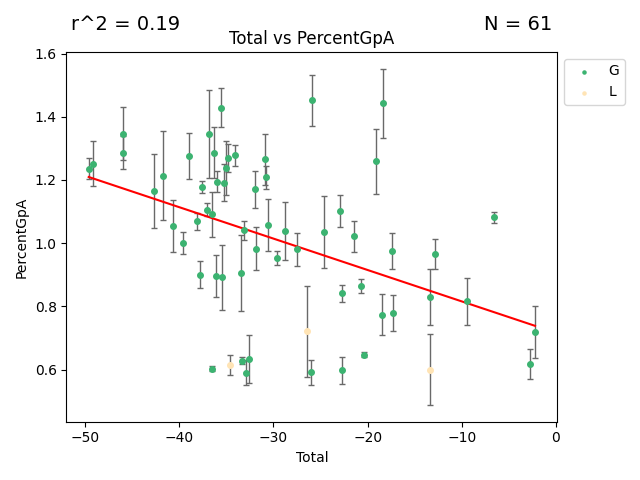 r^2 = 0.19
N = 61
Total vs PercentGpA
G
L
1.6
1.4
1.2
1.0
0.8
0.6
PercentGpA
−50
−40
−30
−20
−10
0
Total